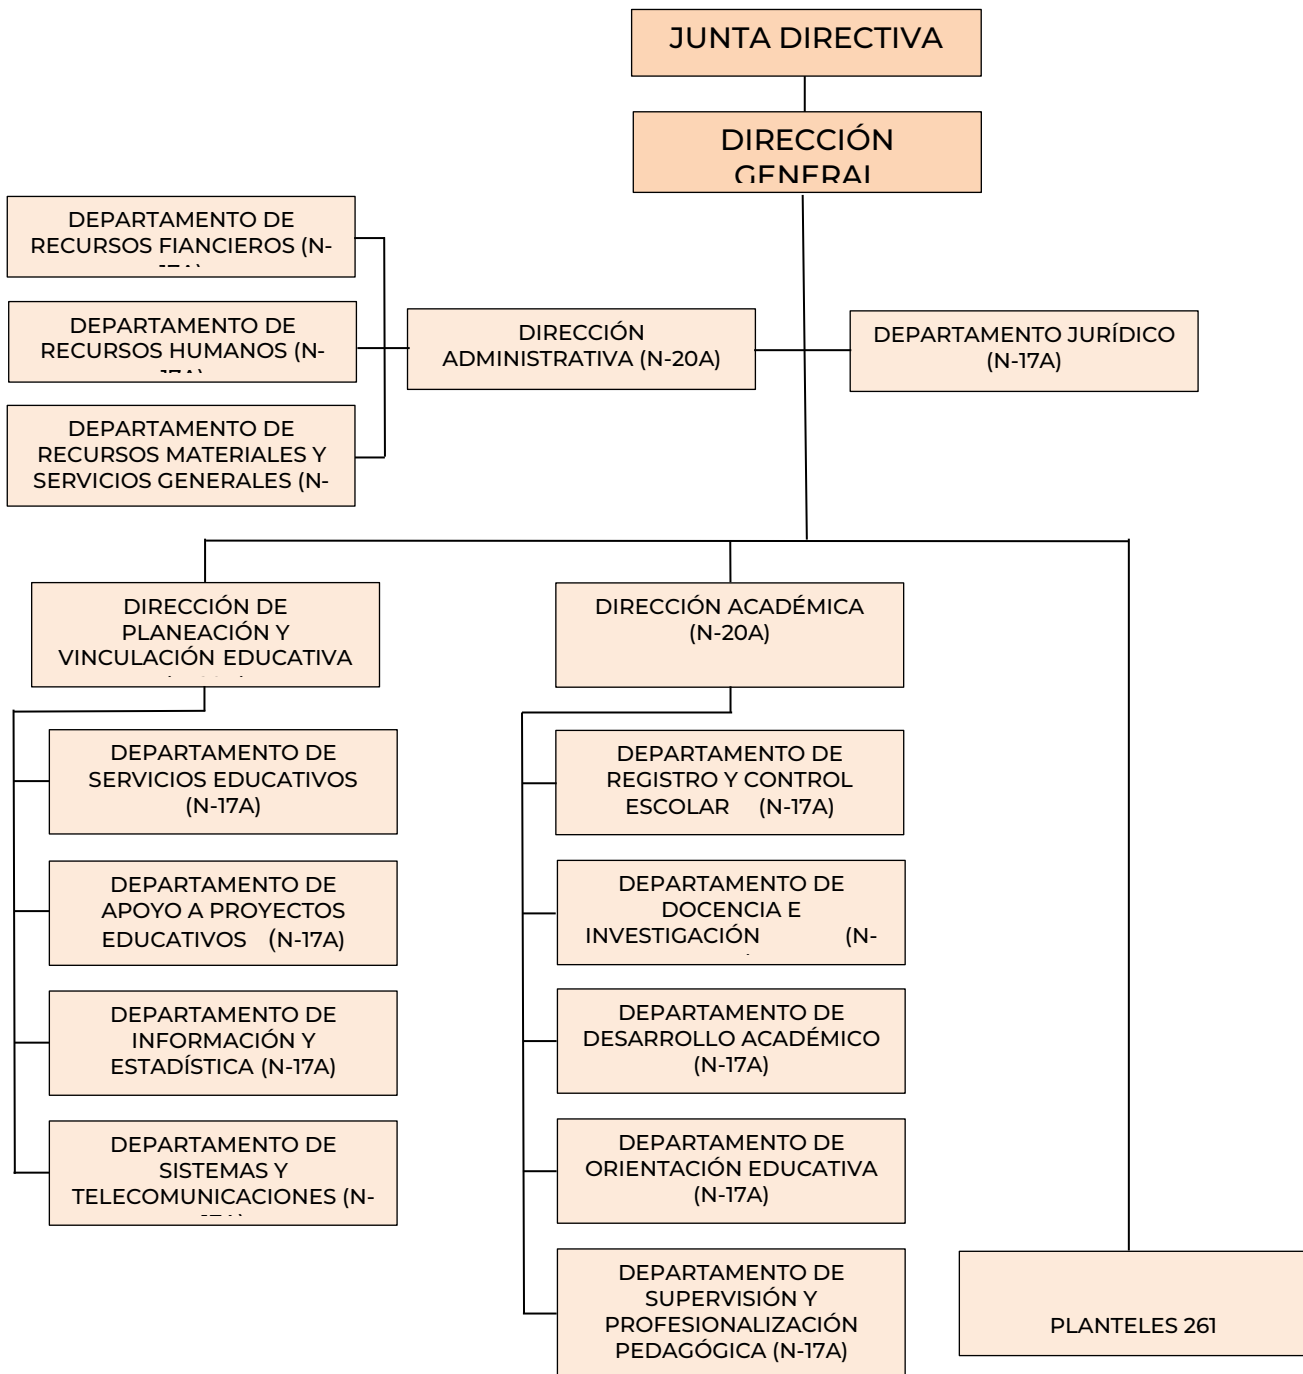 JUNTA DIRECTIVA
DIRECCIÓN
GENERAL
DEPARTAMENTO DE
RECURSOS FIANCIEROS (N-
DEPARTAMENTO DE
RECURSOS HUMANOS (N-
DEPARTAMENTO DE
RECURSOS MATERIALES Y
SERVICIOS GENERALES (N-
DIRECCIÓN
ADMINISTRATIVA (N-20A)
DEPARTAMENTO JURÍDICO
(N-17A)
DIRECCIÓN DE
PLANEACIÓN Y
VINCULACIÓN EDUCATIVA
DEPARTAMENTO DE
SERVICIOS EDUCATIVOS
(N-17A)
DEPARTAMENTO DE
APOYO A PROYECTOS
EDUCATIVOS (N-17A)
DEPARTAMENTO DE
INFORMACIÓN Y
ESTADÍSTICA (N-17A)
DEPARTAMENTO DE
SISTEMAS Y
TELECOMUNICACIONES (N-
DIRECCIÓN ACADÉMICA
(N-20A)
DEPARTAMENTO DE
REGISTRO Y CONTROL
ESCOLAR (N-17A)
DEPARTAMENTO DE
DOCENCIA E
INVESTIGACIÓN (N-
DEPARTAMENTO DE
DESARROLLO ACADÉMICO
(N-17A)
DEPARTAMENTO DE
ORIENTACIÓN EDUCATIVA
(N-17A)
DEPARTAMENTO DE
SUPERVISIÓN Y
PROFESIONALIZACIÓN
PEDAGÓGICA (N-17A)
PLANTELES 261